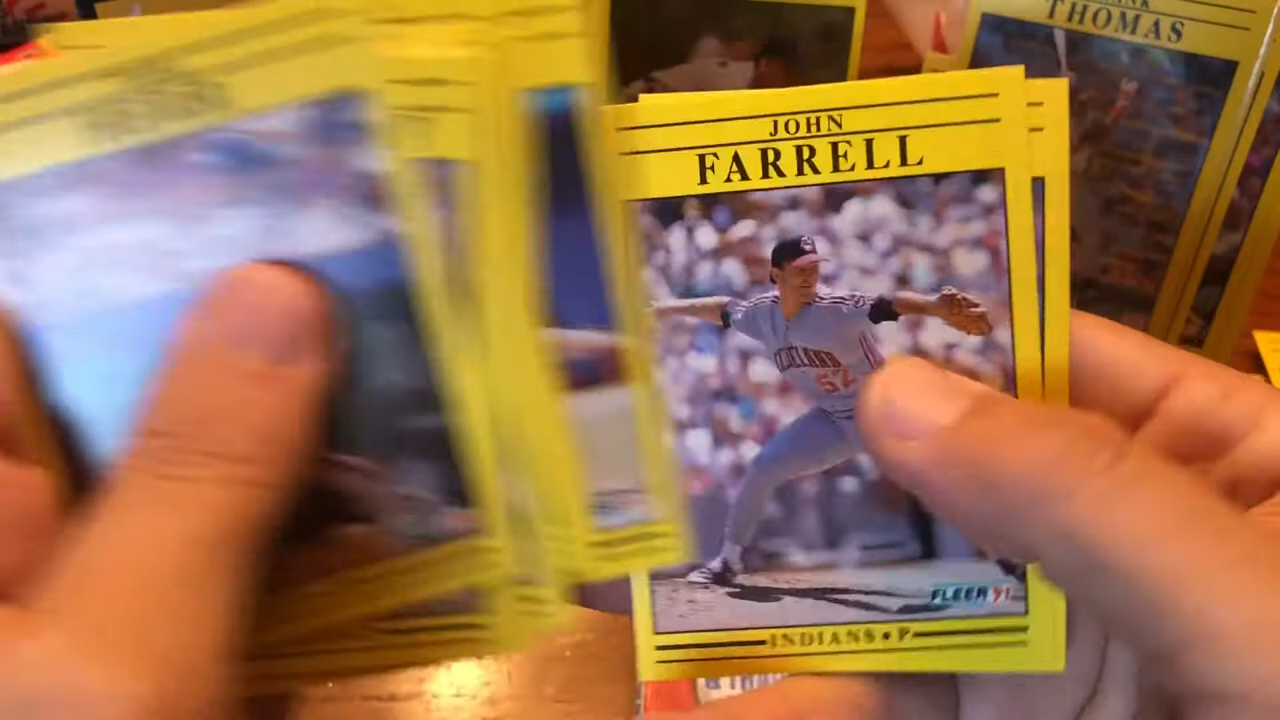 THOMAS
JOHN
FARRELL
CLEVELAND
52
FLEER 91
INDIANS • P